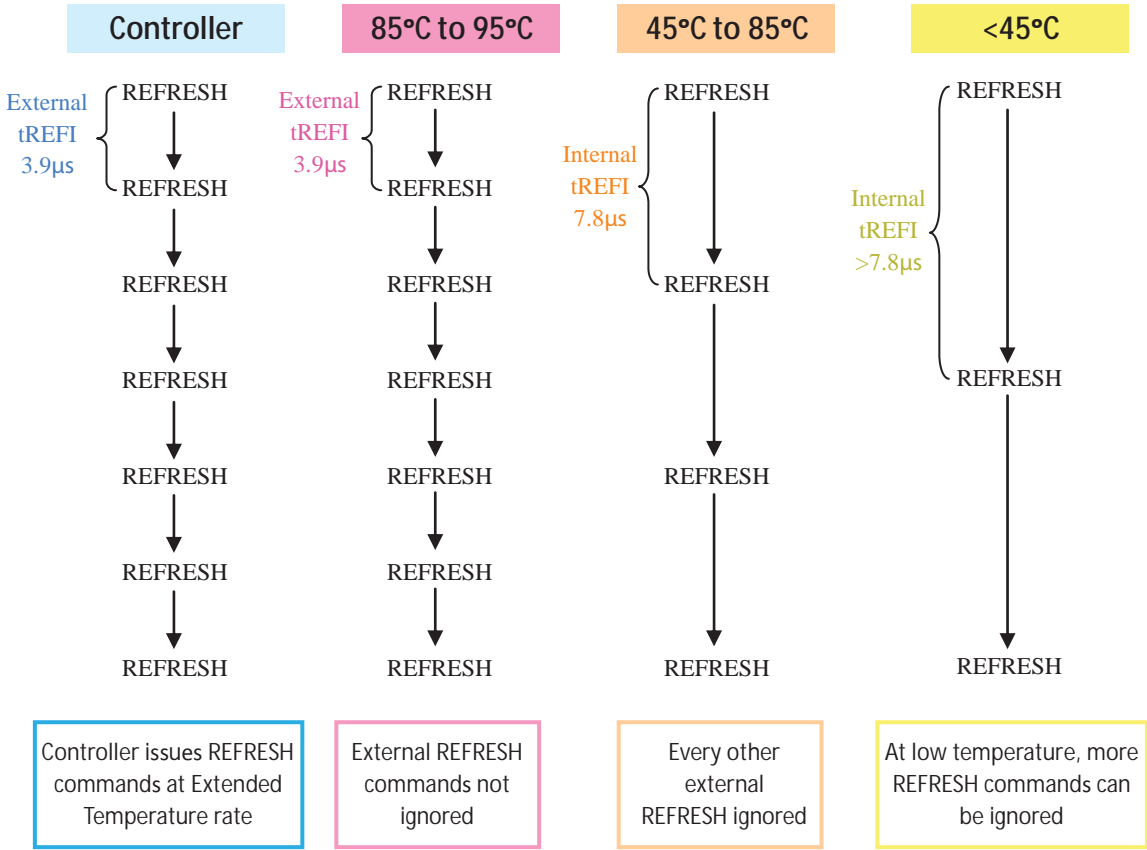 Controller
85°C to 95°C
45°C to 85°C
<45°C
External
tREFI
3.9µs
REFRESH
REFRESH
REFRESH
REFRESH
REFRESH
REFRESH
REFRESH
External
tREFI
3.9µs
REFRESH
REFRESH
REFRESH
REFRESH
REFRESH
REFRESH
REFRESH
Internal
tREFI
7.8µs
REFRESH
REFRESH
REFRESH
REFRESH
Internal
tREFI
>7.8µs
REFRESH
REFRESH
REFRESH
Controller issues REFRESH
commands at Extended
Temperature rate
External REFRESH
commands not
ignored
Every other
external
REFRESH ignored
At low temperature, more
REFRESH commands can
be ignored